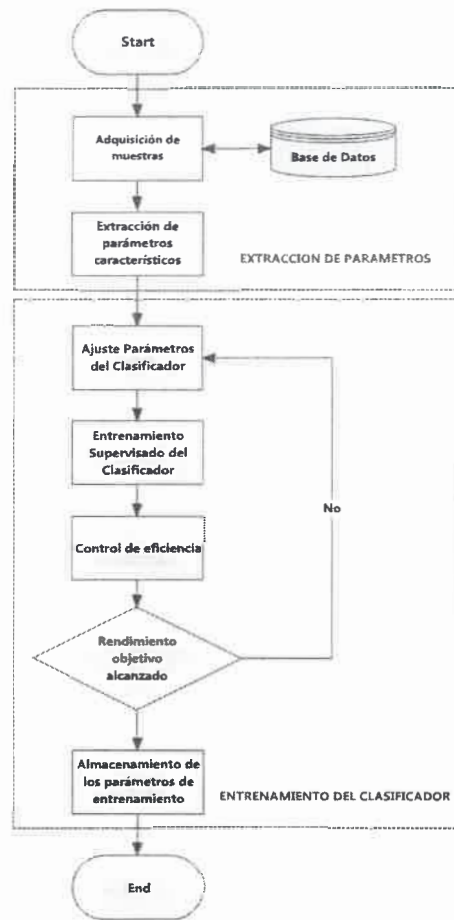 Start
Adquisición de
muestras
Base de Datos
Extracción de
parámetros
característicos
EXTRACCION DE PARAMETROS
Ajuste Parámetros
del Clasificador
Entrenamiento
Supervisado del
Clasificador
No
Control de eficiencia
Rendimiento
objetivo
alcanzado
Almacenamiento de
los parámetros de
entrenamiento
ENTRENAMIENTO DEL CLASIFICADOR
End